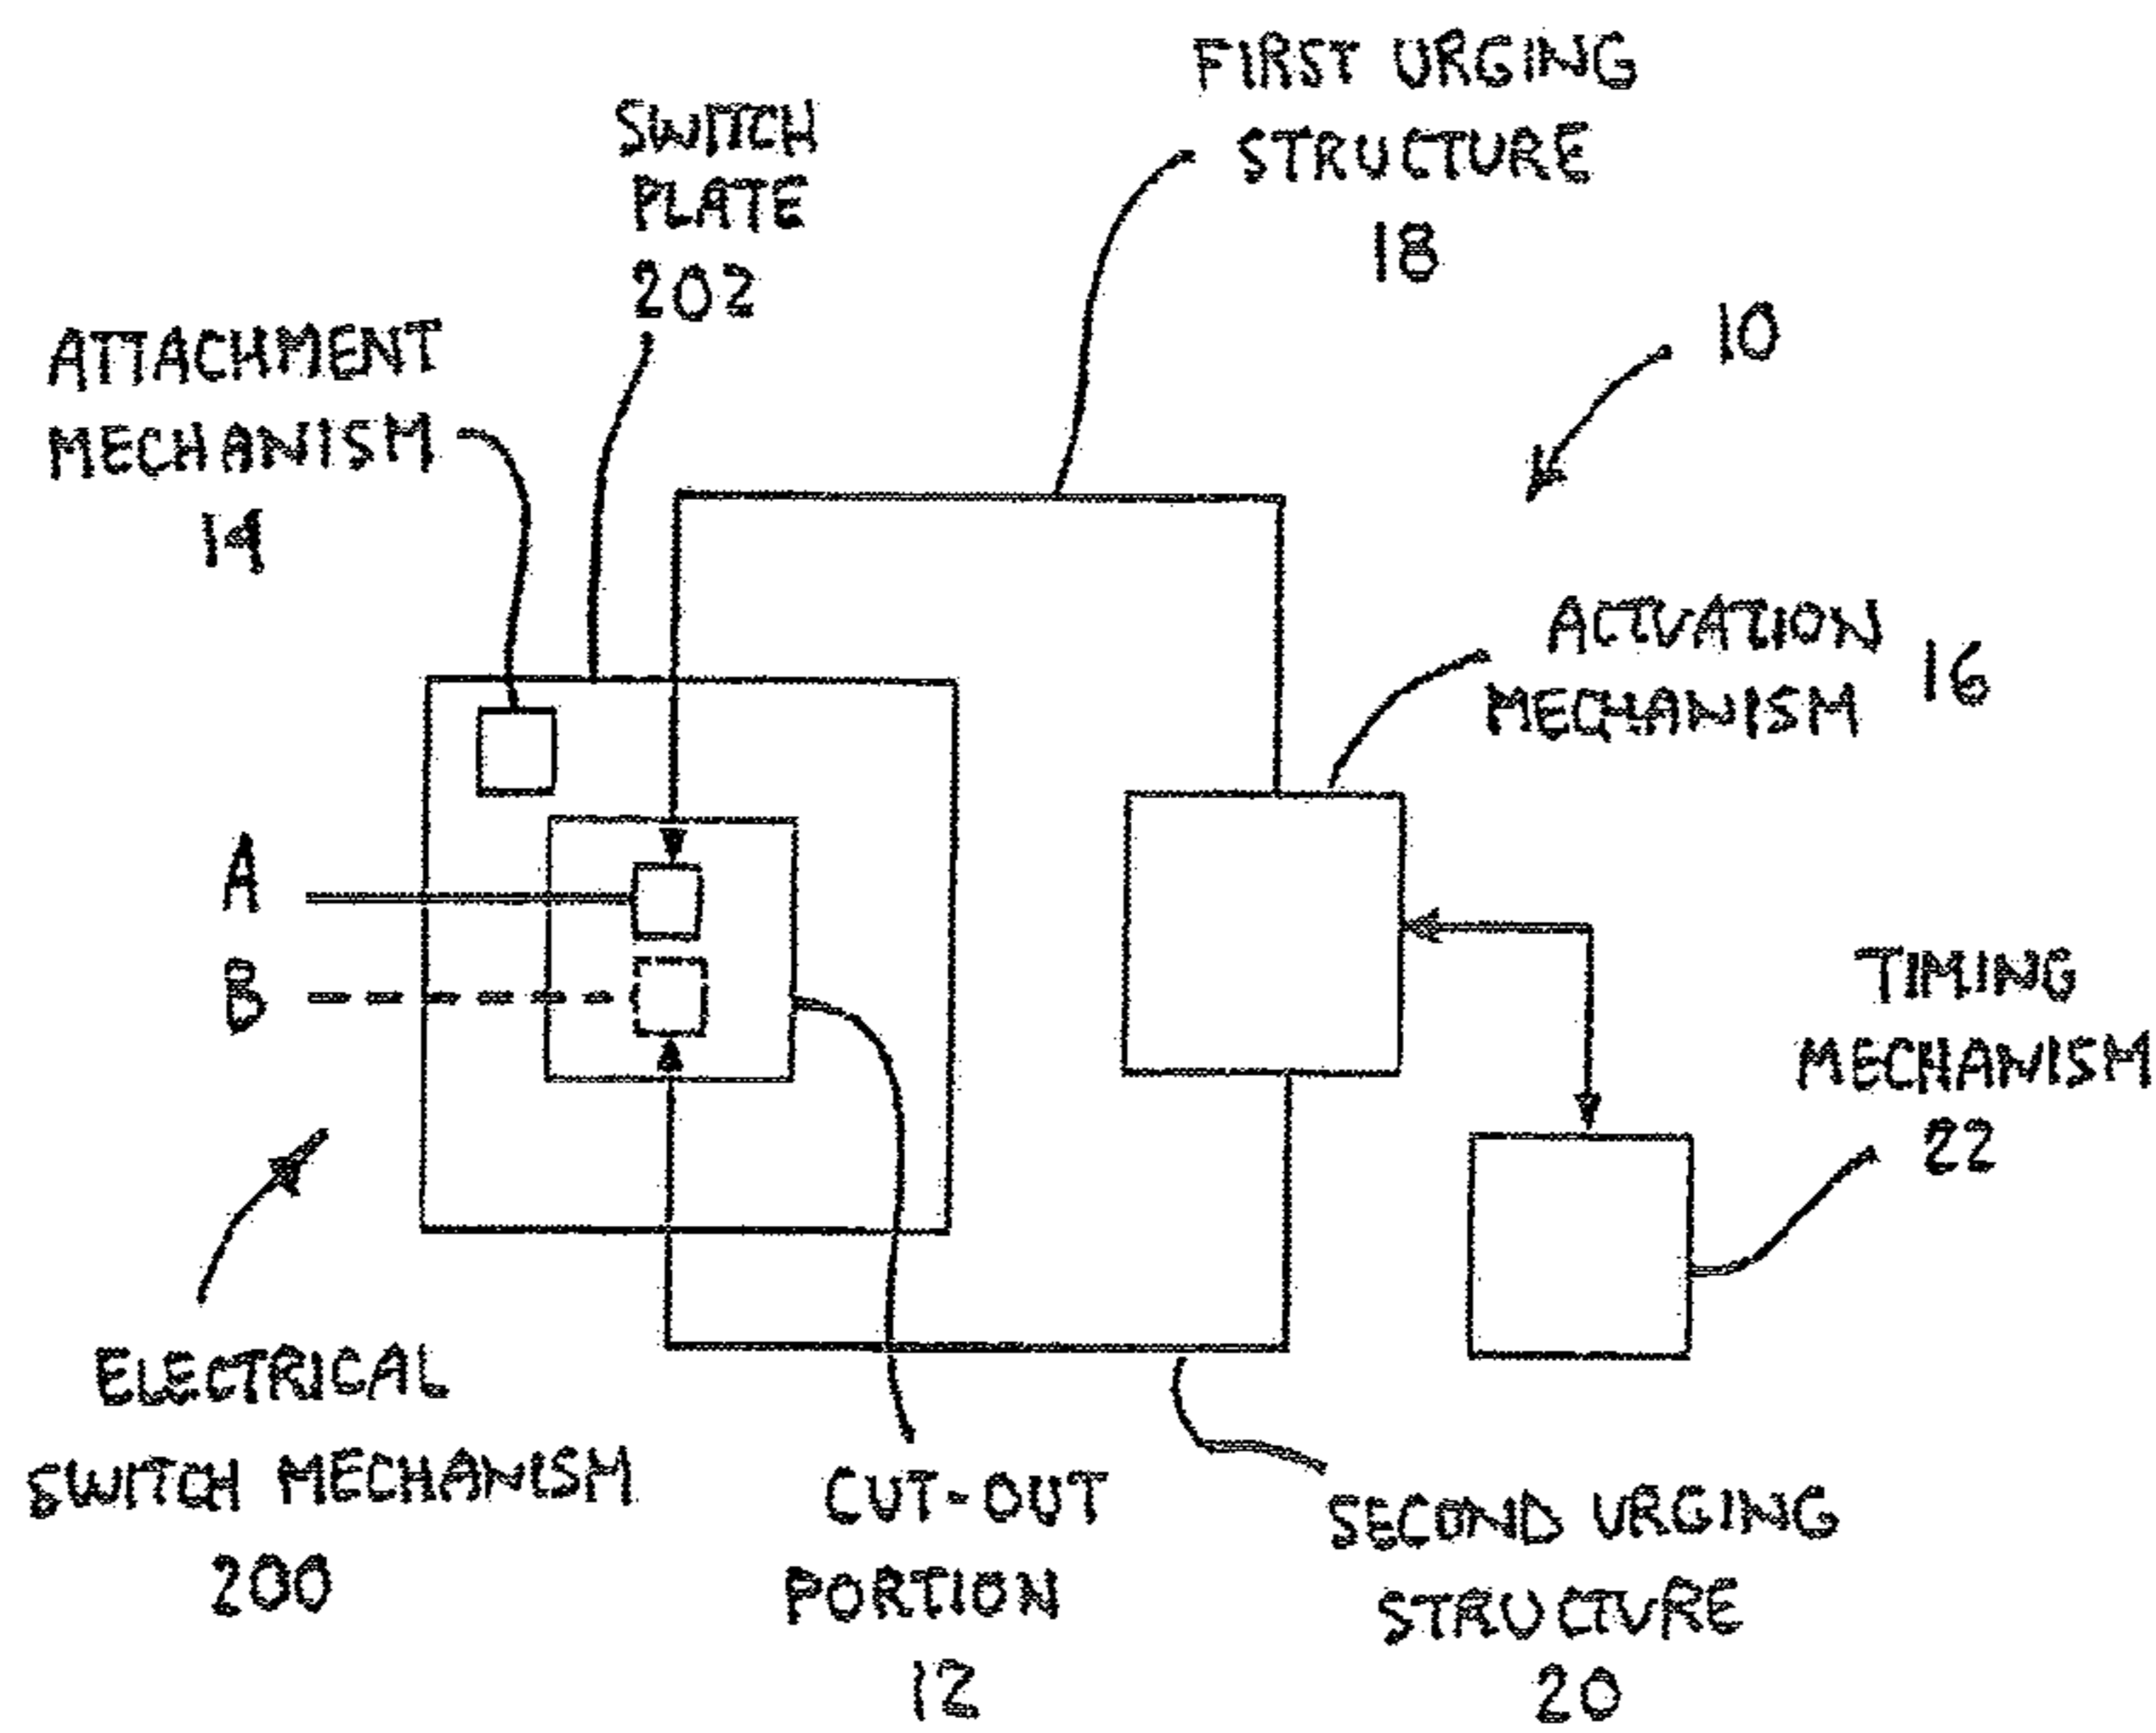 FIRST URGING
STRUCTURE
18
SWITCH
PLATE
202
10
ATTACHMENT
MECHANISM
14
ACTUATION
MECHANISM 16
A
B
TIMING
MECHANISM
22
ELECTRICAL
SWITCH MECHANISM
200
CUT-OUT
PORTION
12
SECOND URGING
STRUCTURE
20